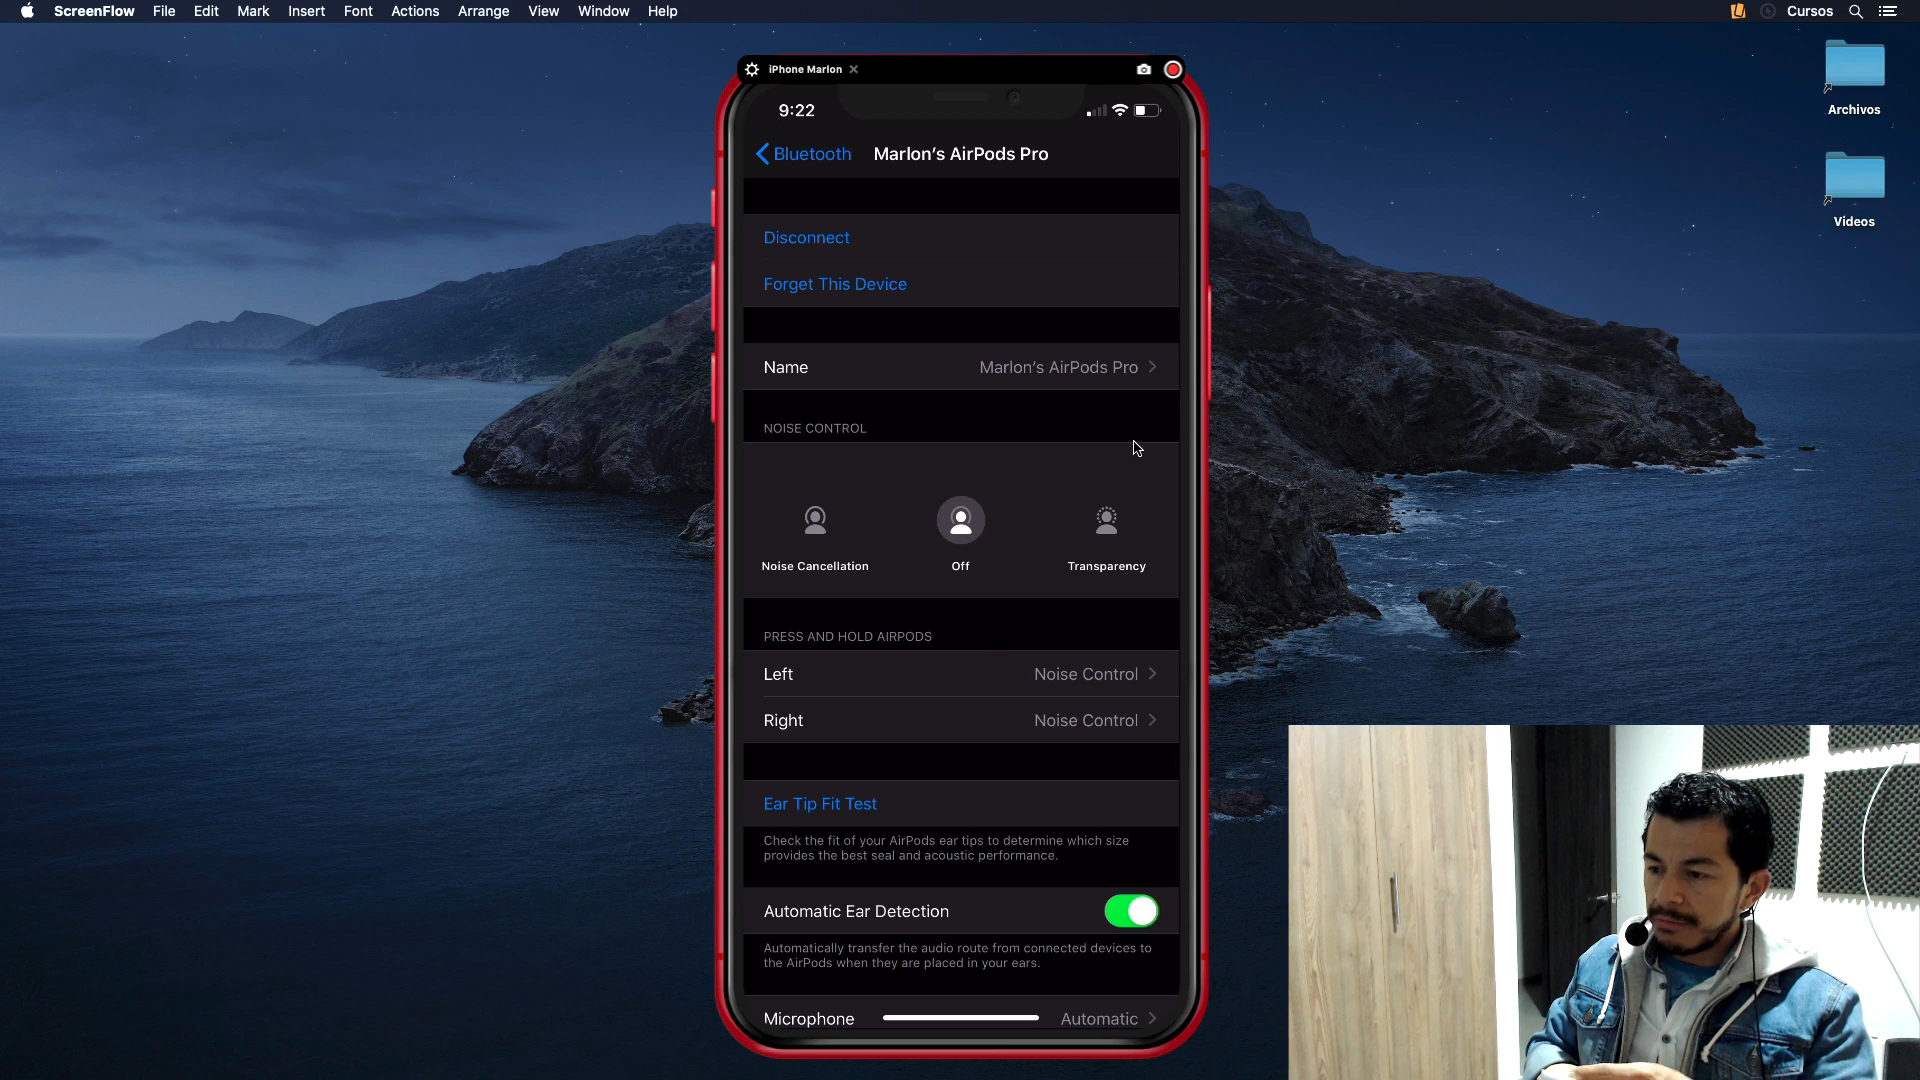 ScreenFlow File Edit Mark Insert Font Actions Arrange View Window Help
Cursos
Archivos
Videos
iPhone Marlon
9:22
Bluetooth
Marlon's AirPods Pro
Disconnect
Forget This Device
Name
Marlon's AirPods Pro
NOISE CONTROL
Noise Cancellation
Off
Transparency
PRESS AND HOLD AIRPODS
Left
Noise Control
Right
Noise Control
Ear Tip Fit Test
Check the fit of your AirPods ear tips to determine which size
provides the best seal and acoustic performance.
Automatic Ear Detection
Automatically transfer the audio route from connected devices to
the AirPods when they are placed in your ears.
Microphone
Automatic